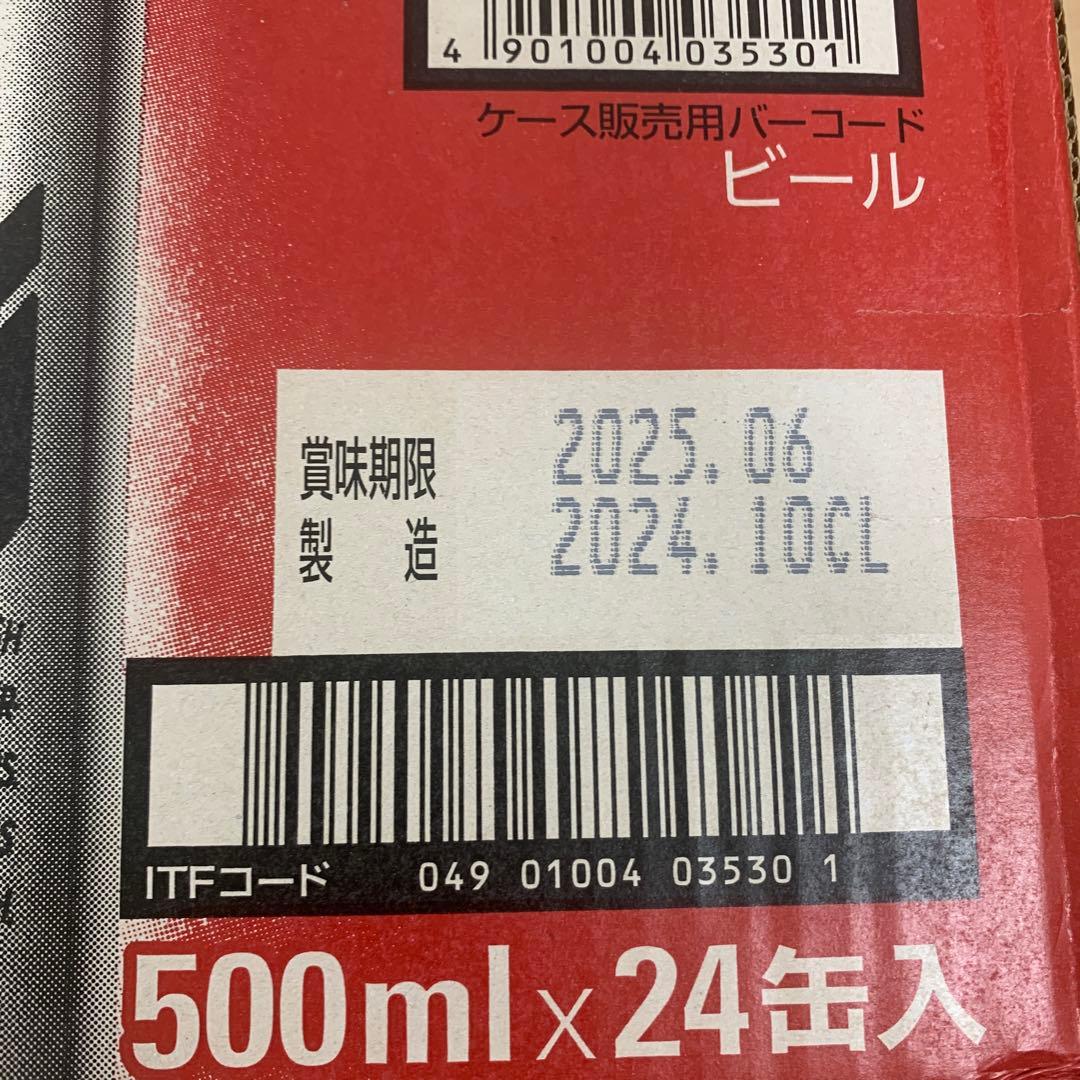 4 901004 035301
ケース販売用バーコード
ビール
賞味期限 2025.06
製造 2024.10CL
ITFコード 049 01004 03530 1
500ml×24缶入